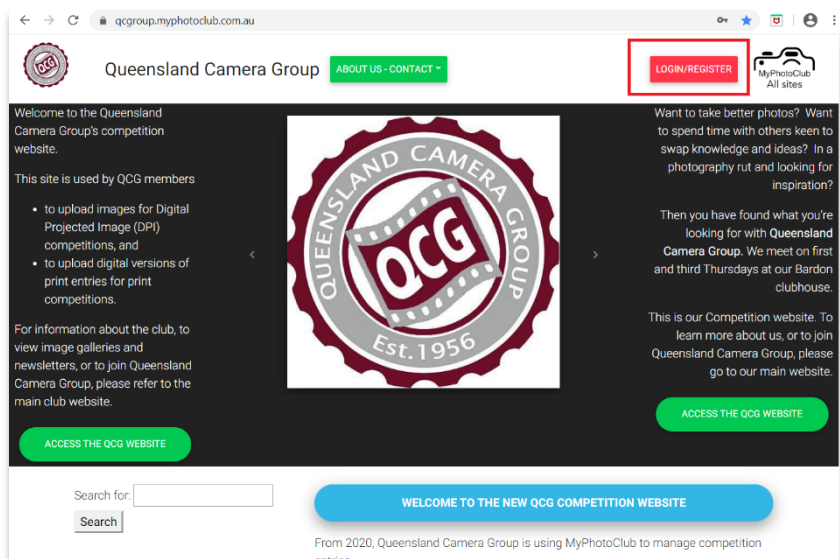 qcgroup.myphotoclub.com.au
QCG
Queensland Camera Group
ABOUT US - CONTACT
LOGIN/REGISTER
MyPhotoClub
All sites
Welcome to the Queensland
Camera Group's competition
website.
This site is used by QCG members
• to upload images for Digital
Projected Image (DPI)
competitions, and
• to upload digital versions of
print entries for print
competitions.
For information about the club, to
view image galleries and
newsletters, or to join Queensland
Camera Group, please refer to the
main club website.
ACCESS THE QCG WEBSITE
QUEENSLAND CAMERA GROUP
QCG
Est. 1956
Want to take better photos? Want
to spend time with others keen to
swap knowledge and ideas? In a
photography rut and looking for
inspiration?
Then you have found what you're
looking for with Queensland
Camera Group. We meet on first
and third Thursdays at our Bardon
clubhouse.
This is our Competition website. To
learn more about us, or to join
Queensland Camera Group, please
go to our main website.
ACCESS THE QCG WEBSITE
Search for:
Search
WELCOME TO THE NEW QCG COMPETITION WEBSITE
From 2020, Queensland Camera Group is using MyPhotoClub to manage competition